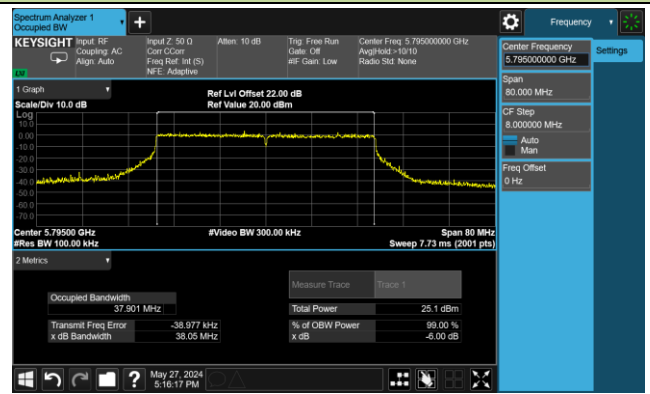 Spectrum Analyzer 1
Occupied BW
Frequency
KEYSIGHT
Input: RF
Coupling: AC
Align: Auto
Input Z: 50 Ω
Corr CCorr
Freq Ref: Int (S)
NFE: Adaptive
Atten: 10 dB
Trig: Free Run
Gate: Off
#IF Gain: Low
Center Freq: 5.795000000 GHz
Avg|Hold:>10/10
Radio Std: None
Center Frequency
5.795000000 GHz
Settings
Span
80.000 MHz
CF Step
8.000000 MHz
Auto
Man
Freq Offset
0 Hz
1 Graph
Scale/Div 10.0 dB
Ref Lvl Offset 22.00 dB
Ref Value 20.00 dBm
Log
10.0
0.00
-10.0
-20.0
-30.0
-40.0
-50.0
-60.0
-70.0
Center 5.79500 GHz
#Res BW 100.00 kHz
#Video BW 300.00 kHz
Span 80 MHz
Sweep 7.73 ms (2001 pts)
2 Metrics
Measure Trace
Trace 1
Occupied Bandwidth
37.901 MHz
Total Power
25.1 dBm
Transmit Freq Error
-38.977 kHz
% of OBW Power
99.00 %
x dB Bandwidth
38.05 MHz
x dB
-6.00 dB
May 27, 2024
5:16:17 PM